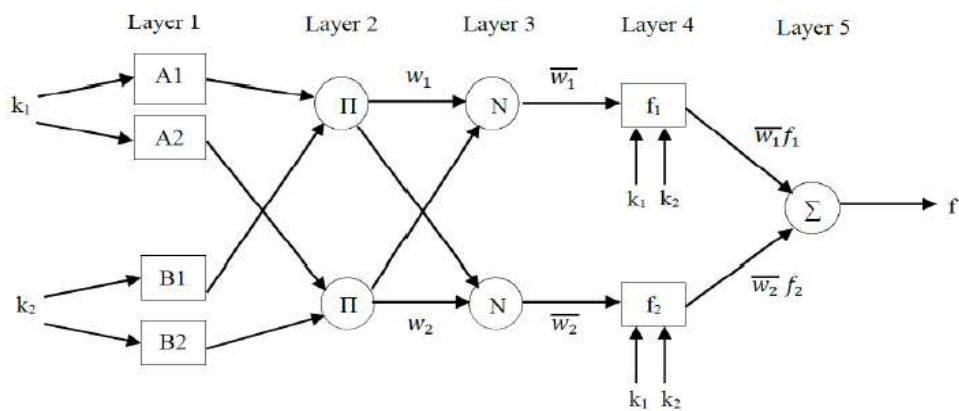 Layer 1 Layer 2 Layer 3 Layer 4 Layer 5
A1 w₁ w̅₁
k₁ Π N f₁
A2 w̅₁f₁
k₁ k₂
Σ f
B1
k₂ Π N f₂ w̅₂ f₂
B2 w₂ w̅₂
k₁ k₂